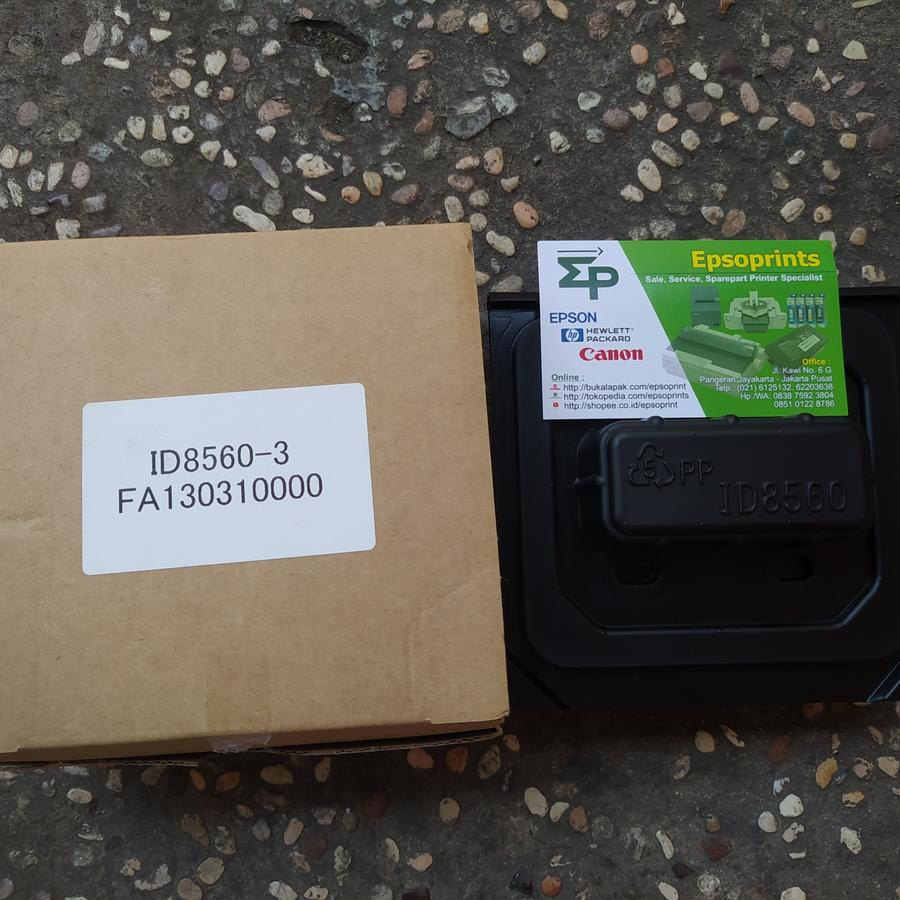 ID8560-3
FA130310000
ΣP
Epsoprints
Sale, Service, Sparepart Printer Specialist
EPSON
hp HEWLETT®
PACKARD
Canon
Online :
http://bukalapak.com/epsoprint
http://tokopedia.com/epsoprints
http://shopee.co.id/epsoprint
Office :
Jl. Kawi No. 6 G
Pangeran Jayakarta - Jakarta Pusat
Telp : (021) 6125132, 62203638
Hp./WA: 0838 7592 3804
0851 0122 8786
5 PP
ID8560